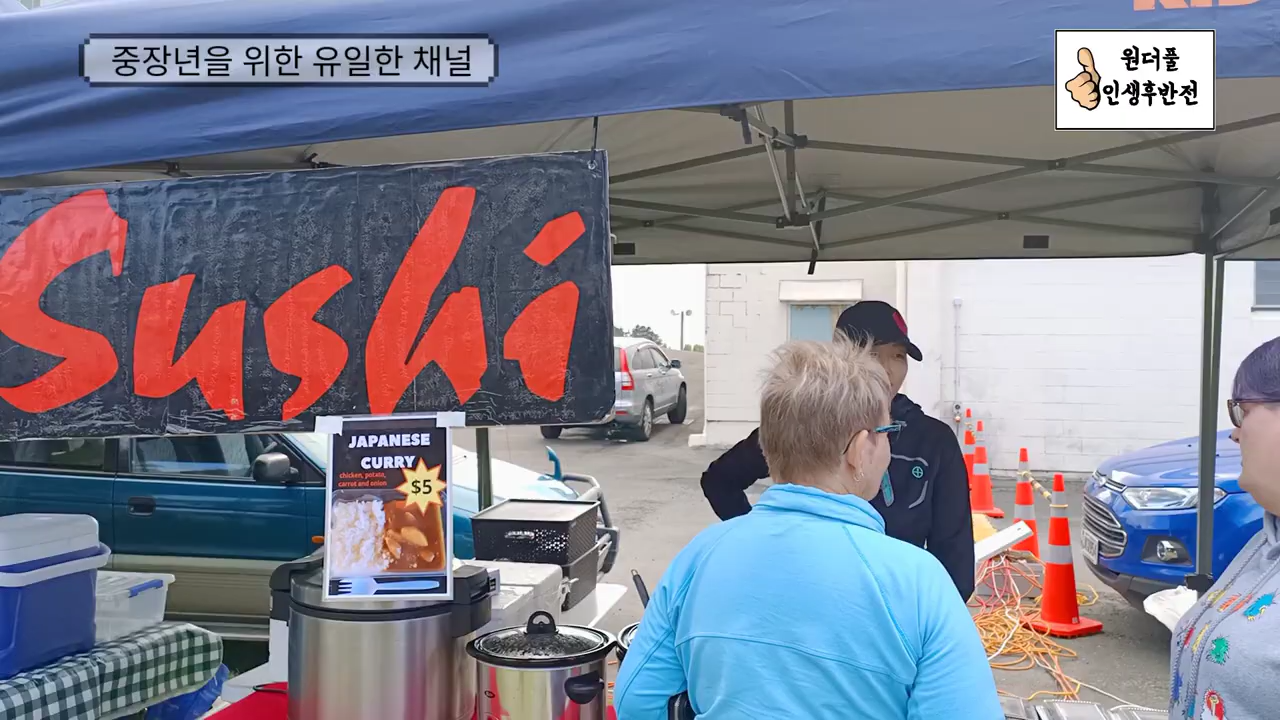 중장년을 위한 유일한 채널
원더풀
인생후반전
Sushi
JAPANESE
CURRY
chicken, potato,
carrot and onion
$5